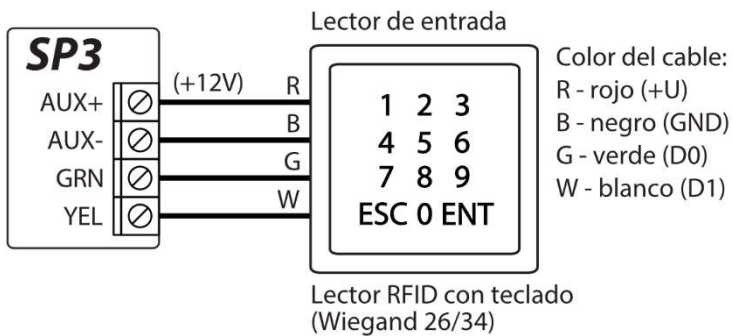 Lector de entrada
SP3
(+12V)
AUX+
R
AUX-
B
GRN
G
YEL
W
1 2 3
4 5 6
7 8 9
ESC 0 ENT
Color del cable:
R - rojo (+U)
B - negro (GND)
G - verde (D0)
W - blanco (D1)
Lector RFID con teclado
(Wiegand 26/34)